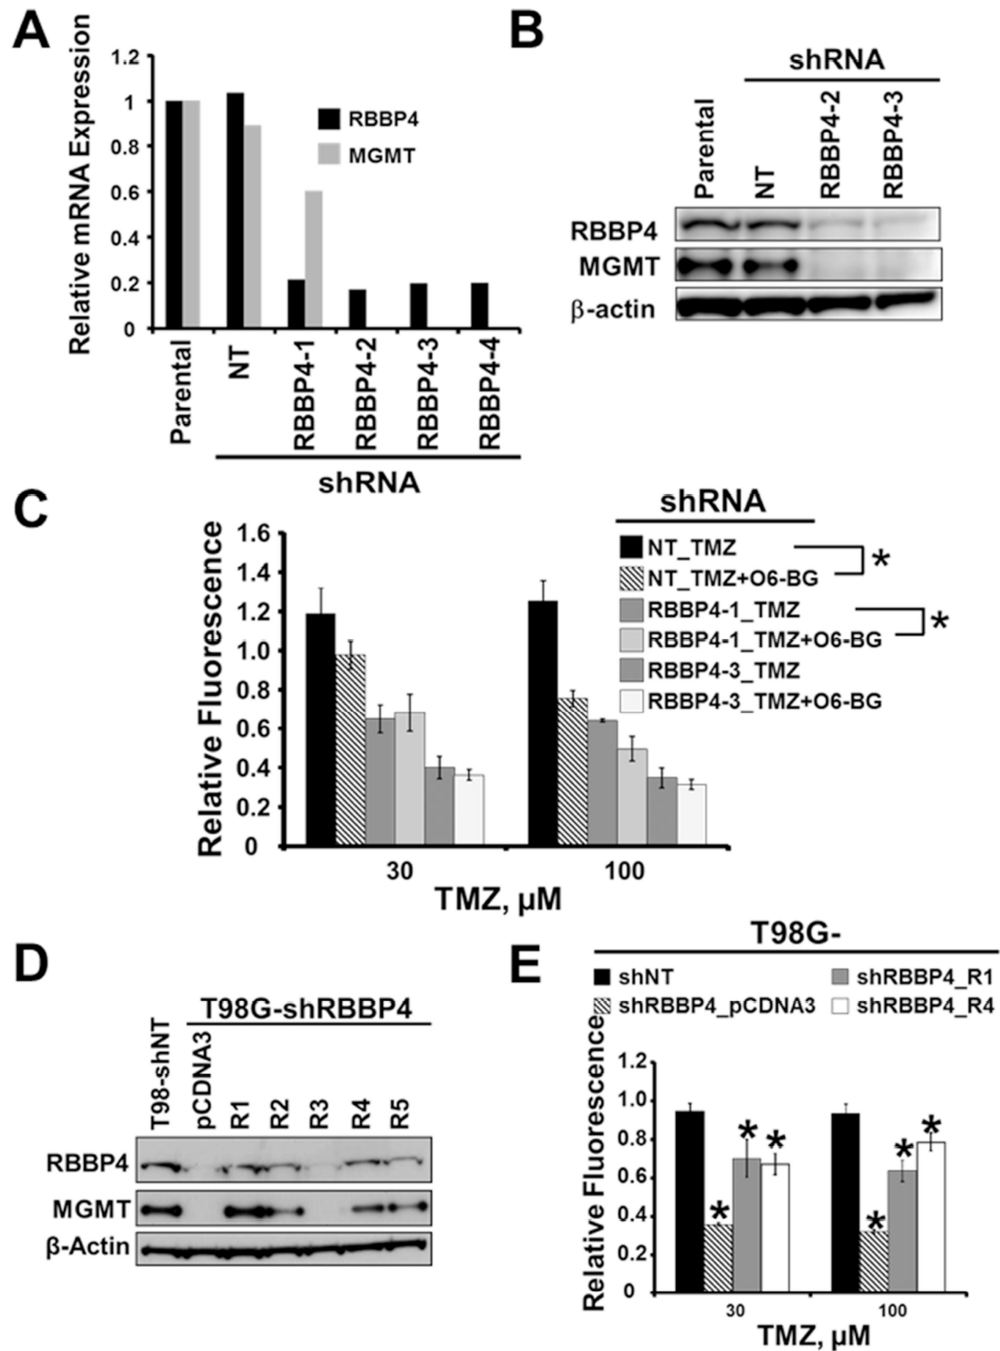 A
Relative mRNA Expression
1.2
1
0.8
0.6
0.4
0.2
0
RBBP4
MGMT
Parental
NT
RBBP4-1
RBBP4-2
RBBP4-3
RBBP4-4
shRNA
B
shRNA
Parental
NT
RBBP4-2
RBBP4-3
RBBP4
MGMT
β-actin
C
Relative Fluorescence
1.6
1.4
1.2
1.0
0.8
0.6
0.4
0.2
0
30
100
TMZ, µM
shRNA
NT_TMZ
NT_TMZ+O6-BG
RBBP4-1_TMZ
RBBP4-1_TMZ+O6-BG
RBBP4-3_TMZ
RBBP4-3_TMZ+O6-BG
*
*
D
T98G-shRBBP4
T98-shNT
pCDNA3
R1
R2
R3
R4
R5
RBBP4
MGMT
β-Actin
E
T98G-
shNT
shRBBP4_R1
shRBBP4_pCDNA3
shRBBP4_R4
Relative Fluorescence
1.2
1.0
0.8
0.6
0.4
0.2
0
* * *
* * *
30
100
TMZ, µM